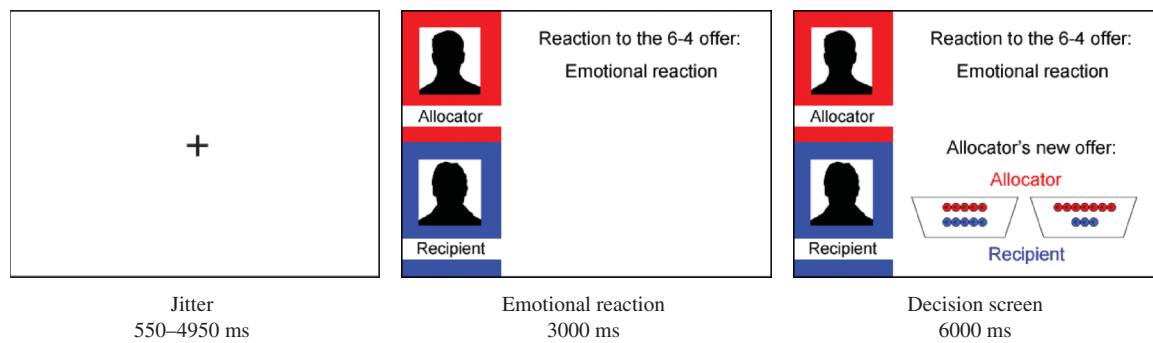 +
Reaction to the 6-4 offer:
Emotional reaction
Allocator
Recipient
Reaction to the 6-4 offer:
Emotional reaction
Allocator
Allocator's new offer:
Allocator
Recipient
Recipient
Jitter
550–4950 ms
Emotional reaction
3000 ms
Decision screen
6000 ms